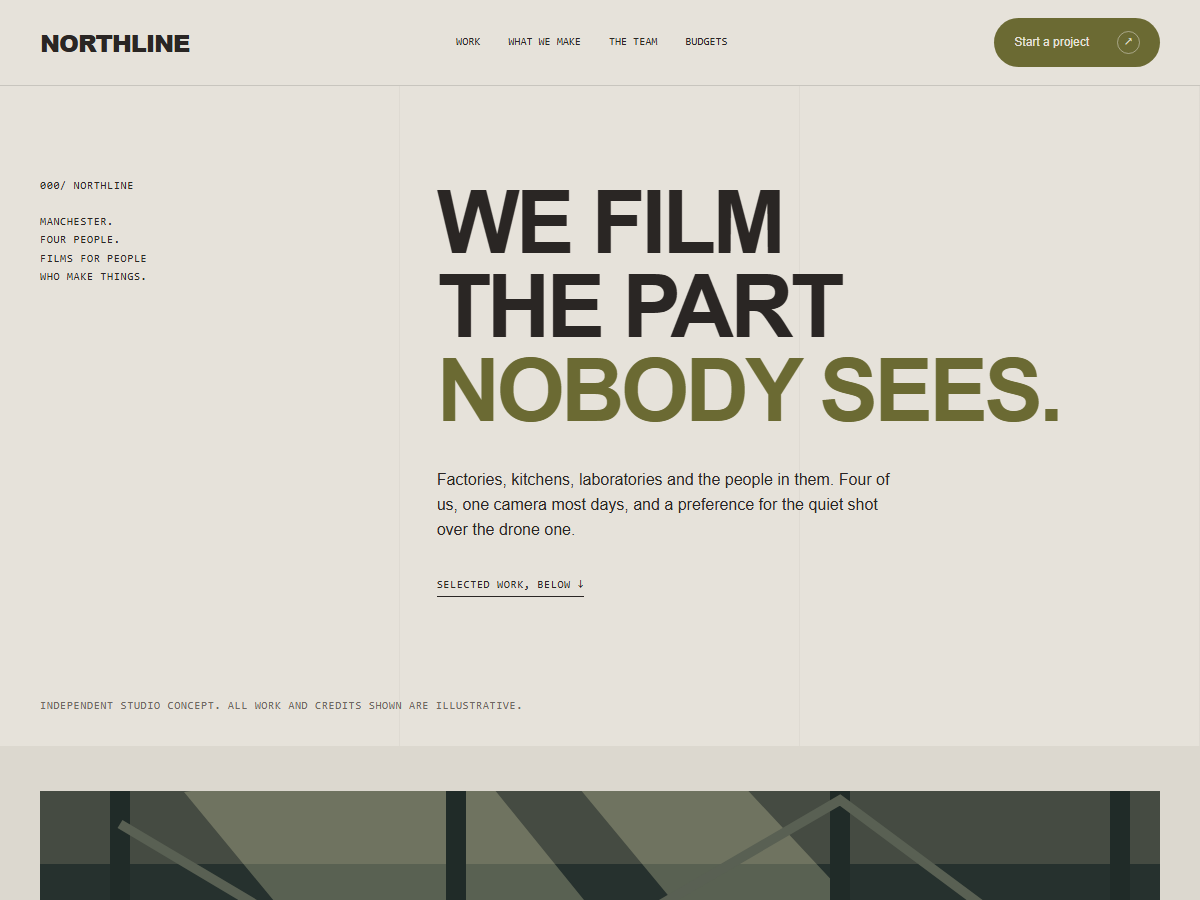 NORTHLINE
WORK
WHAT WE MAKE
THE TEAM
BUDGETS
Start a project ↗
000/ NORTHLINE
MANCHESTER.
FOUR PEOPLE.
FILMS FOR PEOPLE
WHO MAKE THINGS.
WE FILM
THE PART
NOBODY SEES.
Factories, kitchens, laboratories and the people in them. Four of
us, one camera most days, and a preference for the quiet shot
over the drone one.
SELECTED WORK, BELOW ↓
INDEPENDENT STUDIO CONCEPT. ALL WORK AND CREDITS SHOWN ARE ILLUSTRATIVE.